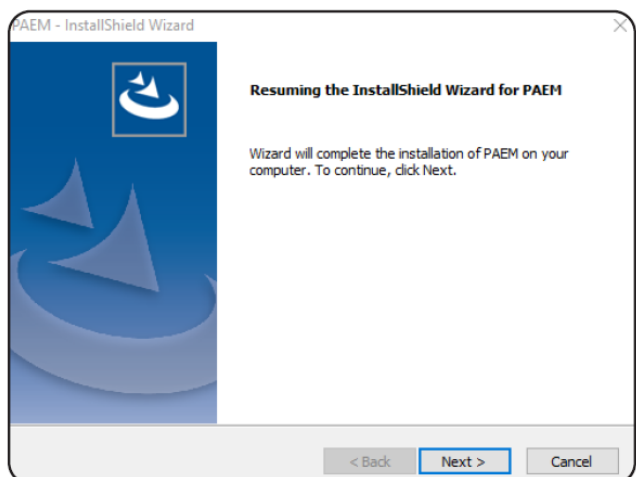 PAEM - InstallShield Wizard
Resuming the InstallShield Wizard for PAEM
Wizard will complete the installation of PAEM on your
computer. To continue, click Next.
< Back
Next >
Cancel